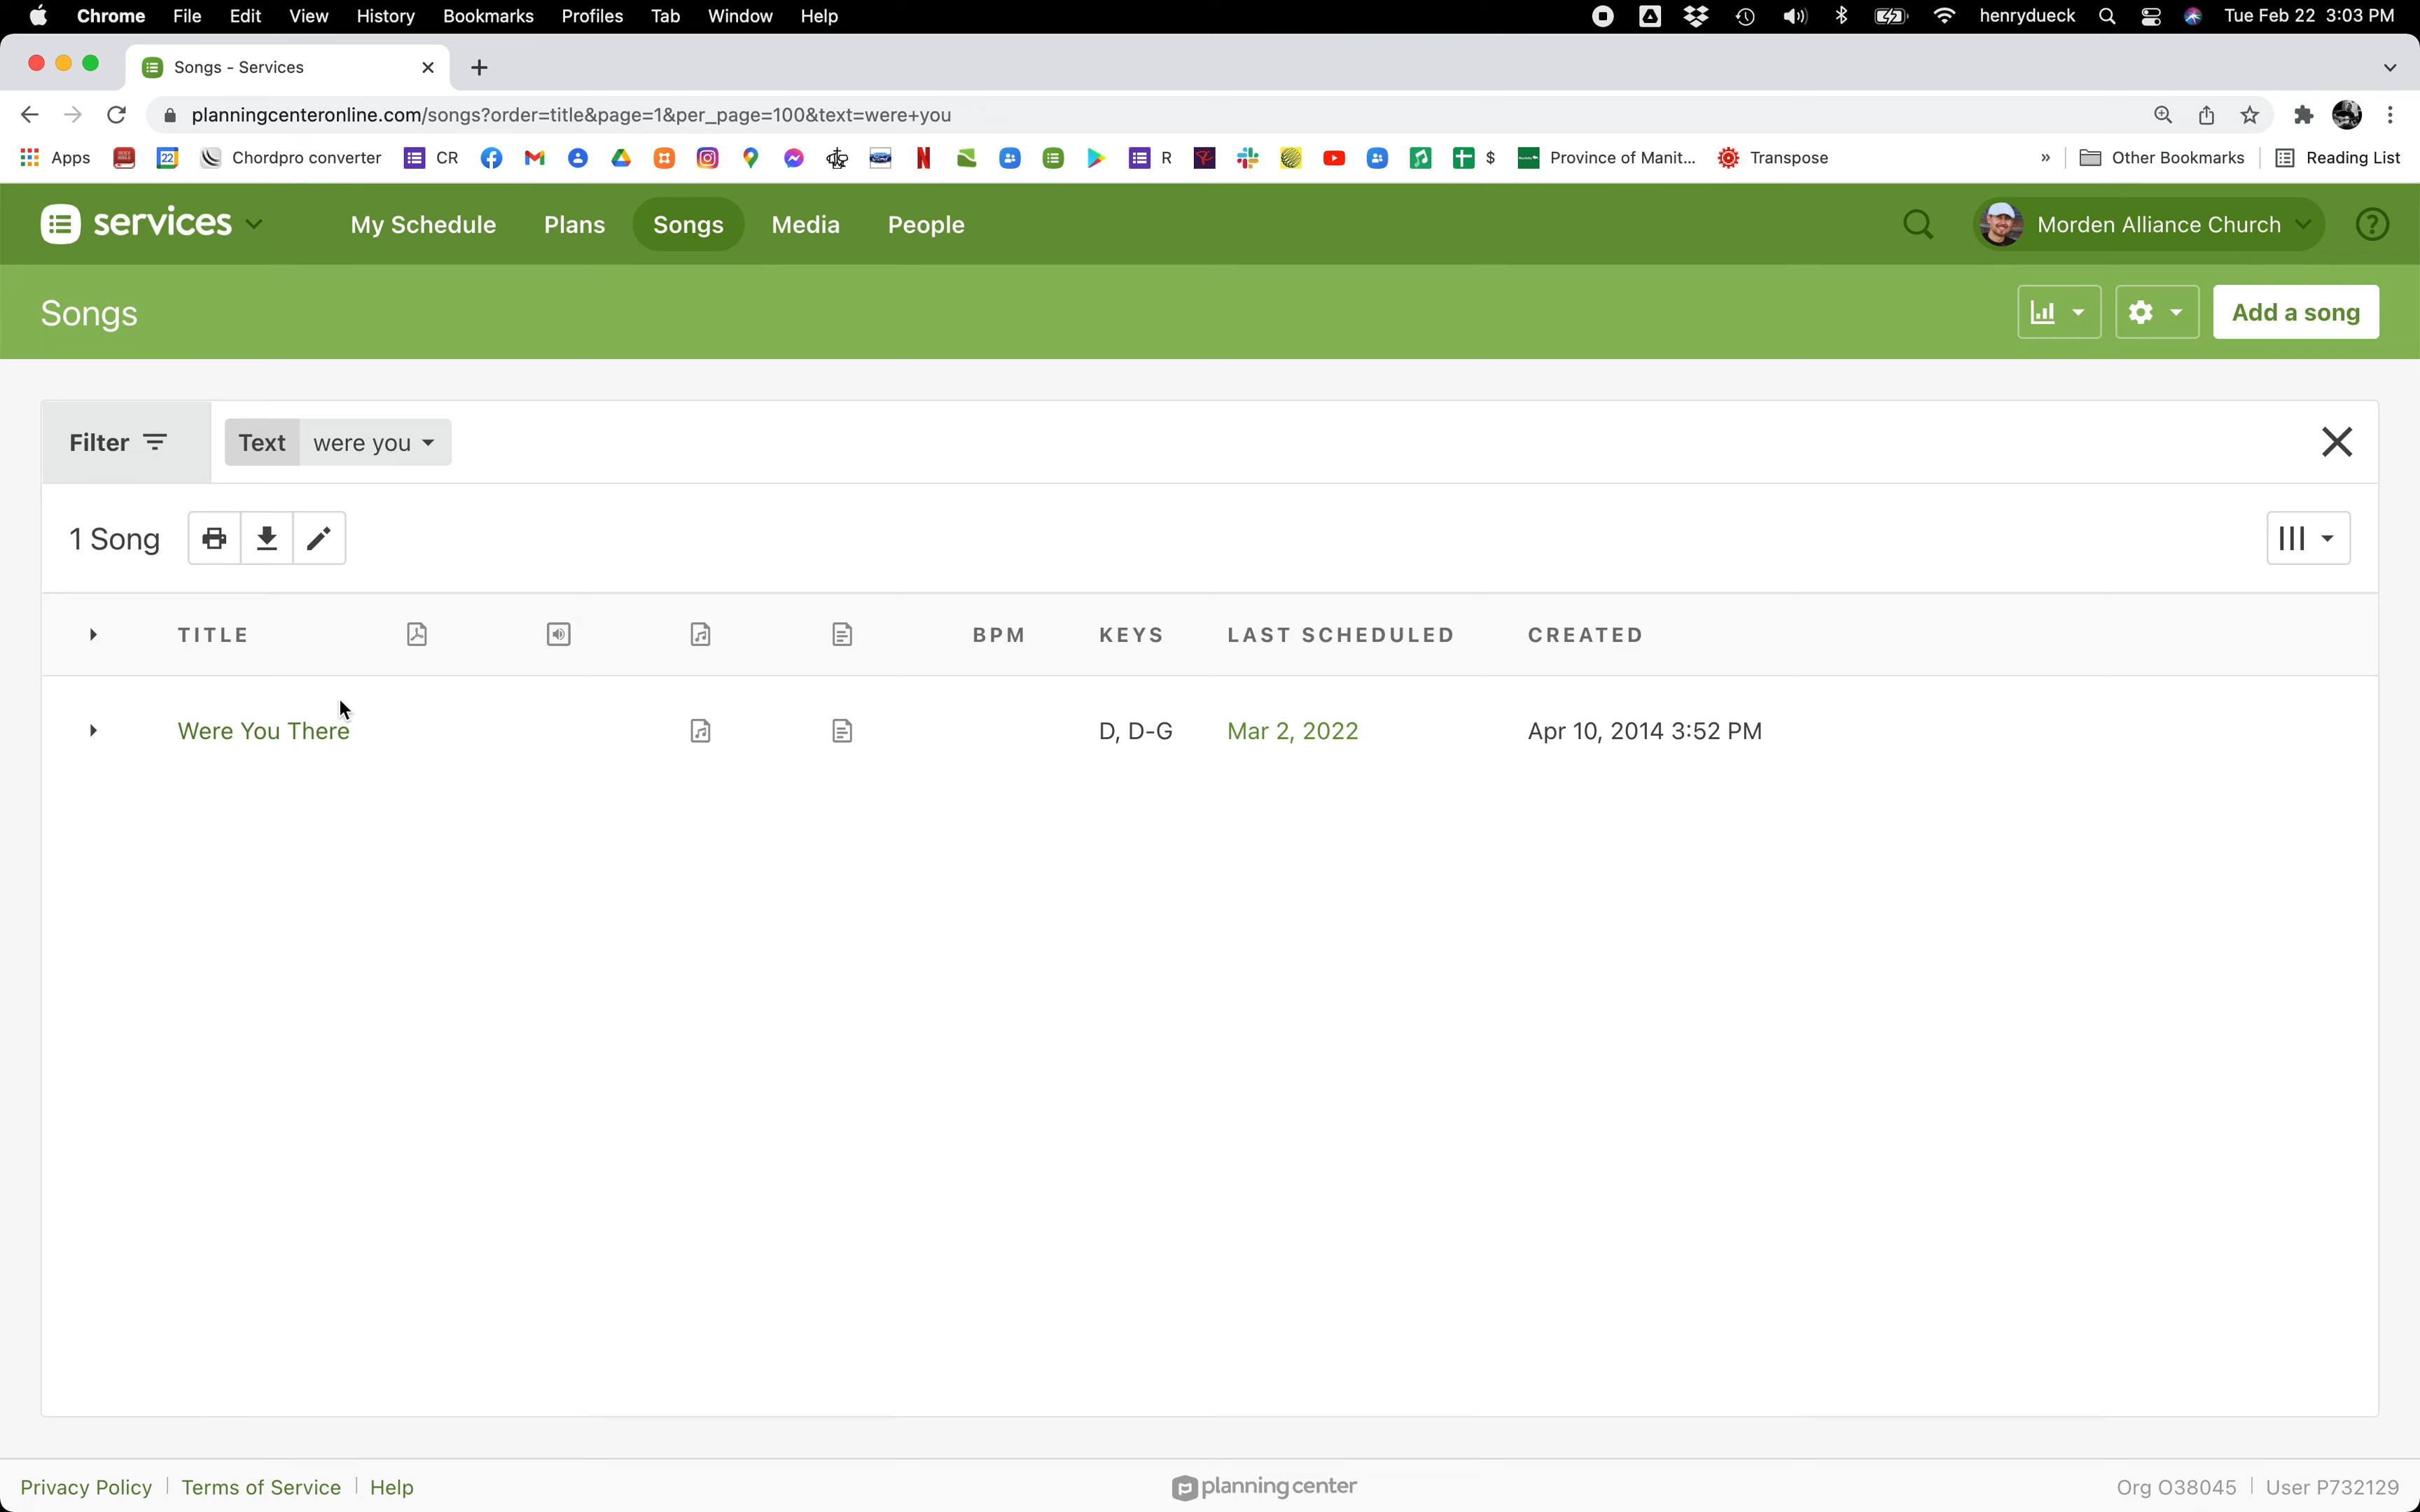 Chrome File Edit View History Bookmarks Profiles Tab Window Help henrydueck Tue Feb 22 3:03 PM
Songs - Services
planningcenteronline.com/songs?order=title&page=1&per_page=100&text=were+you
Apps 22 Chordpro converter CR R $ Province of Manit... Transpose » Other Bookmarks Reading List
services My Schedule Plans Songs Media People Morden Alliance Church ?
Songs Add a song
Filter Text were you
1 Song
TITLE BPM KEYS LAST SCHEDULED CREATED
Were You There D, D-G Mar 2, 2022 Apr 10, 2014 3:52 PM
Privacy Policy Terms of Service Help planning center Org O38045 User P732129